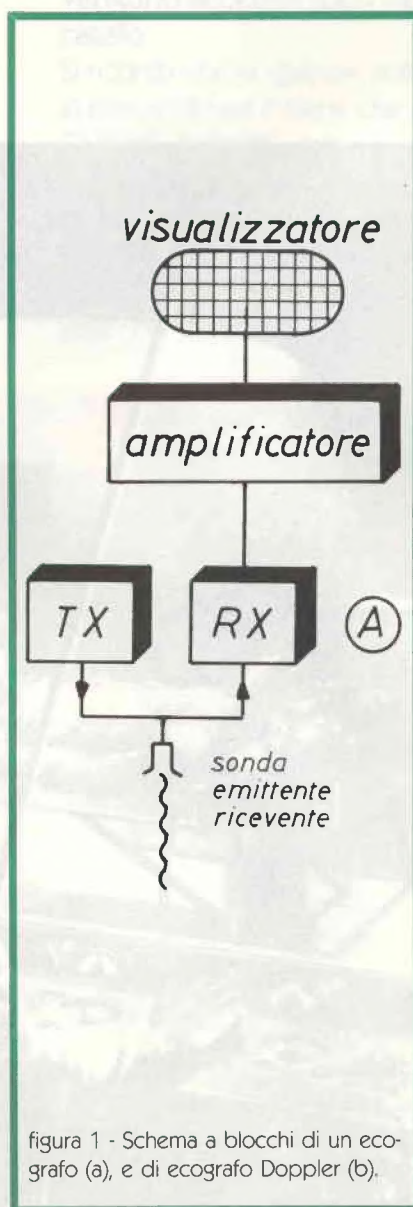 visualizzatore
amplificatore
TX
RX
A
sonda
emittente
ricevente
figura 1 - Schema a blocchi di un eco-
grafo (a), e di ecografo Doppler (b).